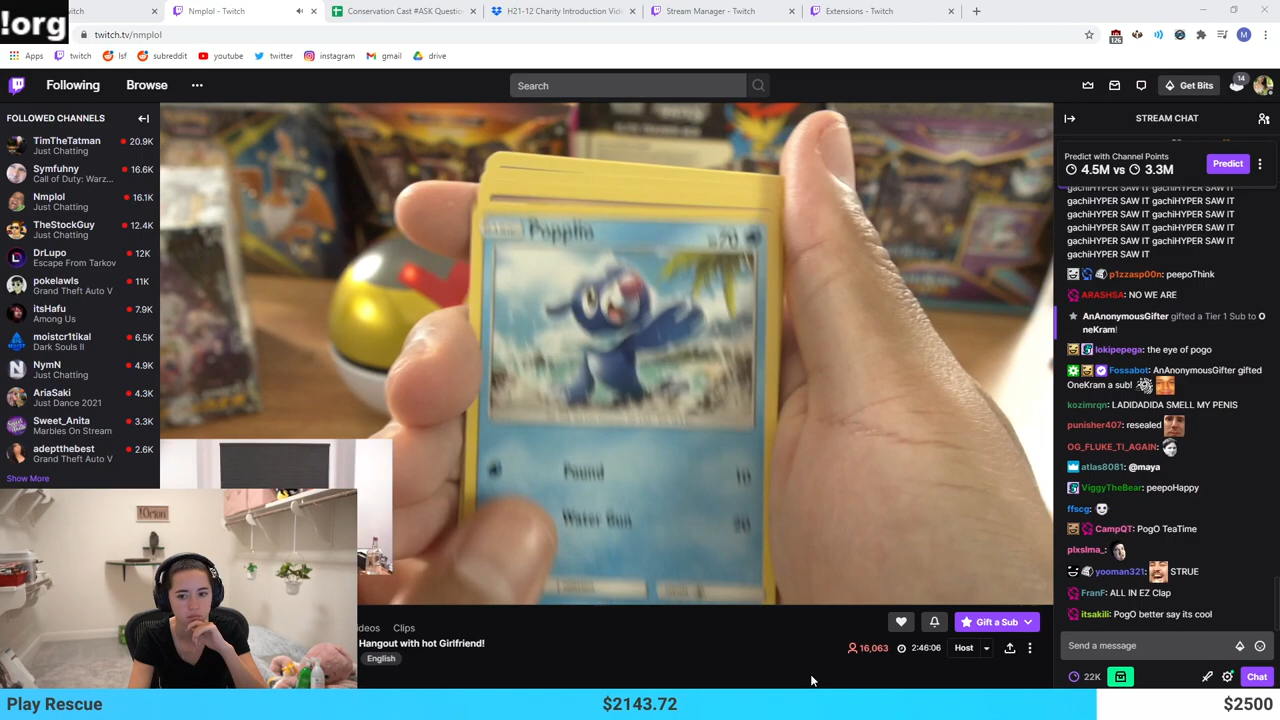 !org
tch
Nmplol - Twitch
Conservation Cast #ASK Questio
H21-12 Charity Introduction Vide
Stream Manager - Twitch
Extensions - Twitch
twitch.tv/nmplol
126
M
Apps
twitch
lsf
subreddit
youtube
twitter
instagram
gmail
drive
Following
Browse
Search
Get Bits
14
FOLLOWED CHANNELS
TimTheTatman
20.9K
Just Chatting
Symfuhny
16.6K
Call of Duty: Warz...
Nmplol
16.1K
Just Chatting
TheStockGuy
12.4K
Just Chatting
DrLupo
12K
Escape From Tarkov
pokelawls
11K
Grand Theft Auto V
itsHafu
7.9K
Among Us
moistcr1tikal
6.5K
Dark Souls II
NymN
4.9K
Just Chatting
AriaSaki
4.3K
Just Dance 2021
Sweet_Anita
3.3K
Marbles On Stream
adeptthebest
2.6K
Grand Theft Auto V
Show More
Popplio
70
Pound
10
Water Gun
20
!Orion
deos
Clips
Hangout with hot Girlfriend!
English
Gift a Sub
16,063
2:46:06
Host
STREAM CHAT
Predict with Channel Points
4.5M vs 3.3M
Predict
gachiHYPER SAW IT gachiHYPER SAW IT
gachiHYPER SAW IT gachiHYPER SAW IT
gachiHYPER SAW IT gachiHYPER SAW IT
gachiHYPER SAW IT gachiHYPER SAW IT
gachiHYPER SAW IT gachiHYPER SAW IT
gachiHYPER SAW IT
p1zzasp00n: peepoThink
ARASHSA: NO WE ARE
AnAnonymousGifter gifted a Tier 1 Sub to O
neKram!
lokipepega: the eye of pogo
Fossabot: AnAnonymousGifter gifted
OneKram a sub!
kozimrqn: LADIDADIDA SMELL MY PENIS
punisher407: resealed
OG_FLUKE_TI_AGAIN:
atlas8081: @maya
ViggyTheBear: peepoHappy
ffscg:
CampQT: PogO TeaTime
plxslma_:
yooman321: STRUE
FranF: ALL IN EZ Clap
itsakili: PogO better say its cool
Send a message
22K
Chat
Play Rescue
$2143.72
$2500